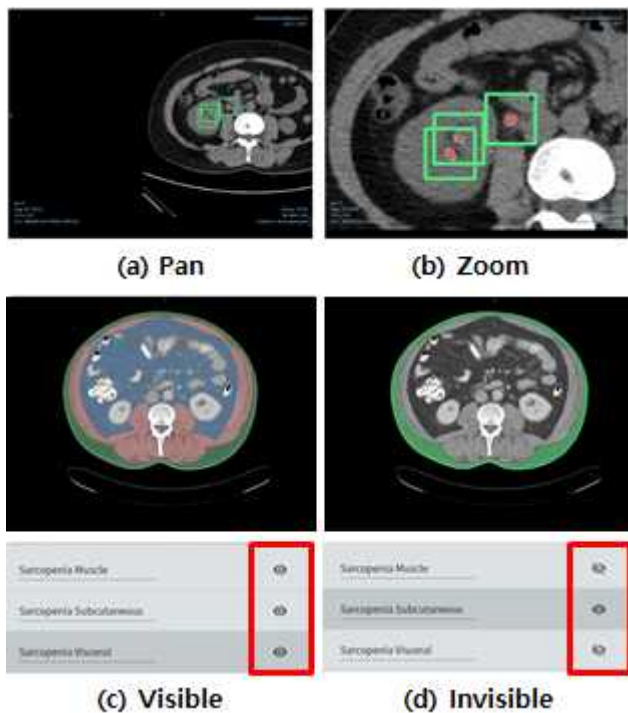 (a) Pan
(b) Zoom
Sarcopenia Muscle
Sarcopenia Subcutaneous
Sarcopenia Visceral
Sarcopenia Muscle
Sarcopenia Subcutaneous
Sarcopenia Visceral
(c) Visible
(d) Invisible